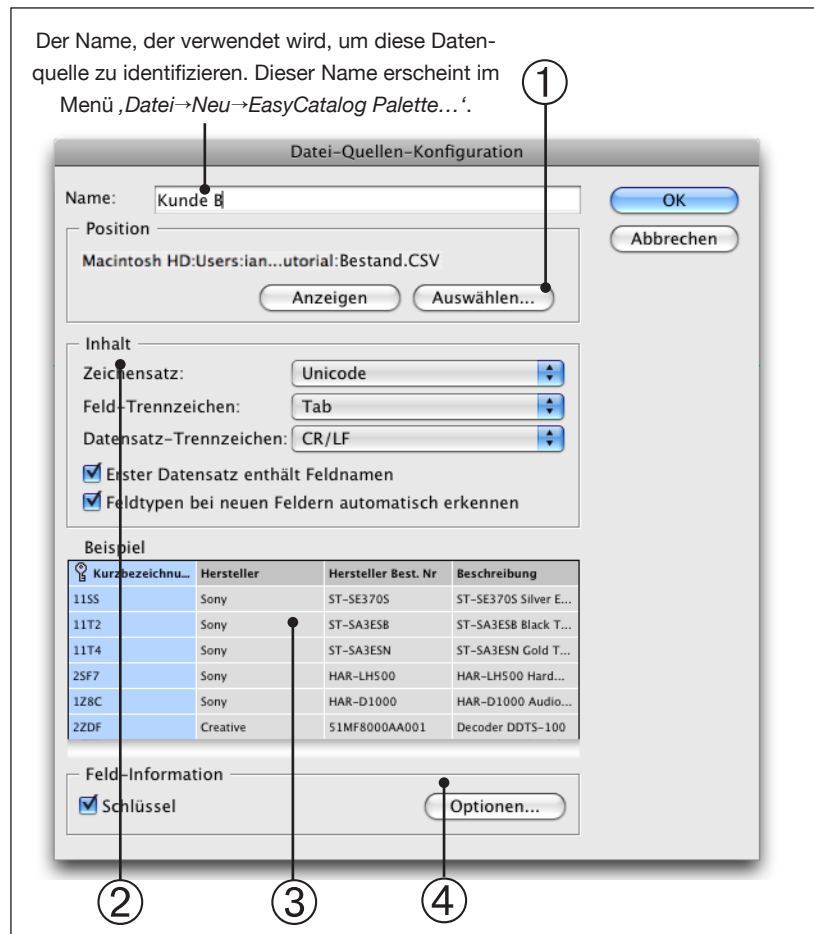 Der Name, der verwendet wird, um diese Daten-
quelle zu identifizieren. Dieser Name erscheint im
Menü ‚Datei→Neu→EasyCatalog Palette…‘.
1
Datei-Quellen-Konfiguration
Name: Kunde B
OK
Abbrechen
Position
Macintosh HD:Users:ian...utorial:Bestand.CSV
Anzeigen Auswählen...
Inhalt
Zeichensatz: Unicode
Feld-Trennzeichen: Tab
Datensatz-Trennzeichen: CR/LF
Erster Datensatz enthält Feldnamen
Feldtypen bei neuen Feldern automatisch erkennen
Beispiel
Kurzbezeichnu... Hersteller Hersteller Best. Nr Beschreibung
11SS Sony ST-SE370S ST-SE370S Silver E...
11T2 Sony ST-SA3ESB ST-SA3ESB Black T...
11T4 Sony ST-SA3ESN ST-SA3ESN Gold T...
2SF7 Sony HAR-LH500 HAR-LH500 Hard...
1Z8C Sony HAR-D1000 HAR-D1000 Audio...
2ZDF Creative 51MF8000AA001 Decoder DDTS-100
Feld-Information
Schlüssel Optionen...
2 3 4